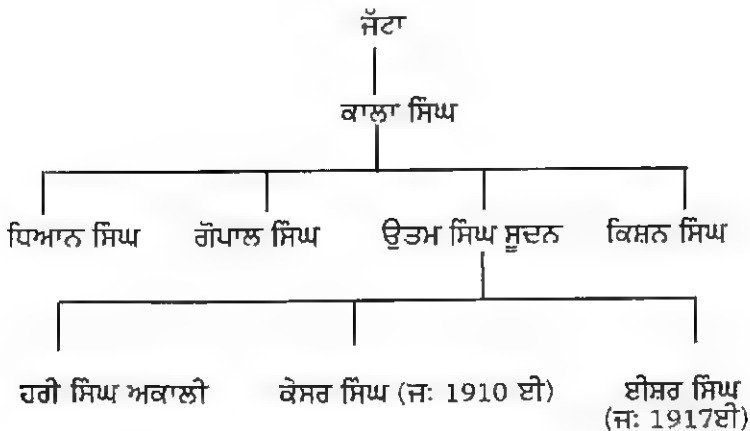 ਜੱਟਾ
ਕਾਲਾ ਸਿੰਘ
ਧਿਆਨ ਸਿੰਘ ਗੋਪਾਲ ਸਿੰਘ ਉਤਮ ਸਿੰਘ ਸੂਦਨ ਕਿਸ਼ਨ ਸਿੰਘ
ਹਰੀ ਸਿੰਘ ਅਕਾਲੀ ਕੇਸਰ ਸਿੰਘ (ਜ: 1910 ਈ) ਈਸ਼ਰ ਸਿੰਘ
(ਜ: 1917ਈ)